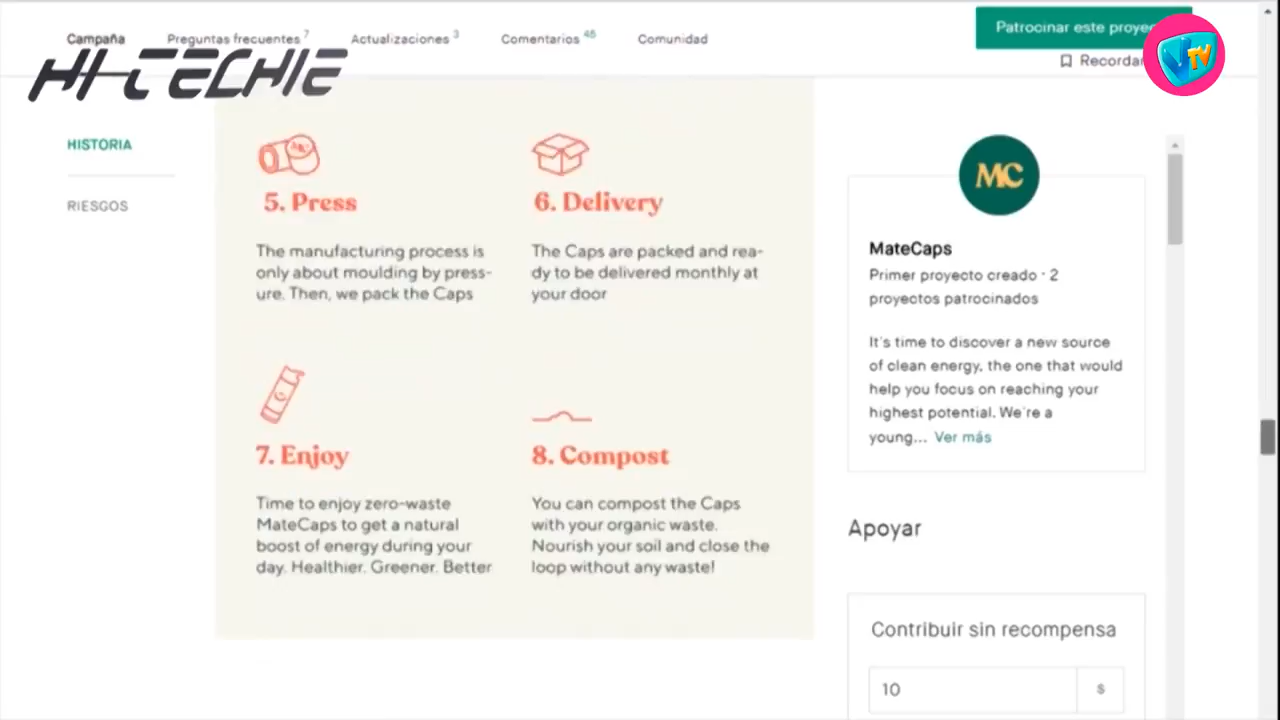 Campaña
Preguntas frecuentes 7
Actualizaciones 3
Comentarios
Comunidad
Patrocinar este proye
Recordar
HI-TECHIE
TV
HISTORIA
RIESGOS
5. Press
The manufacturing process is
only about moulding by press-
ure. Then, we pack the Caps
6. Delivery
The Caps are packed and rea-
dy to be delivered monthly at
your door
7. Enjoy
Time to enjoy zero-waste
MateCaps to get a natural
boost of energy during your
day. Healthier. Greener. Better
8. Compost
You can compost the Caps
with your organic waste.
Nourish your soil and close the
loop without any waste!
MC
MateCaps
Primer proyecto creado · 2
proyectos patrocinados
It's time to discover a new source
of clean energy, the one that would
help you focus on reaching your
highest potential. We're a
young... Ver más
Apoyar
Contribuir sin recompensa
10
$